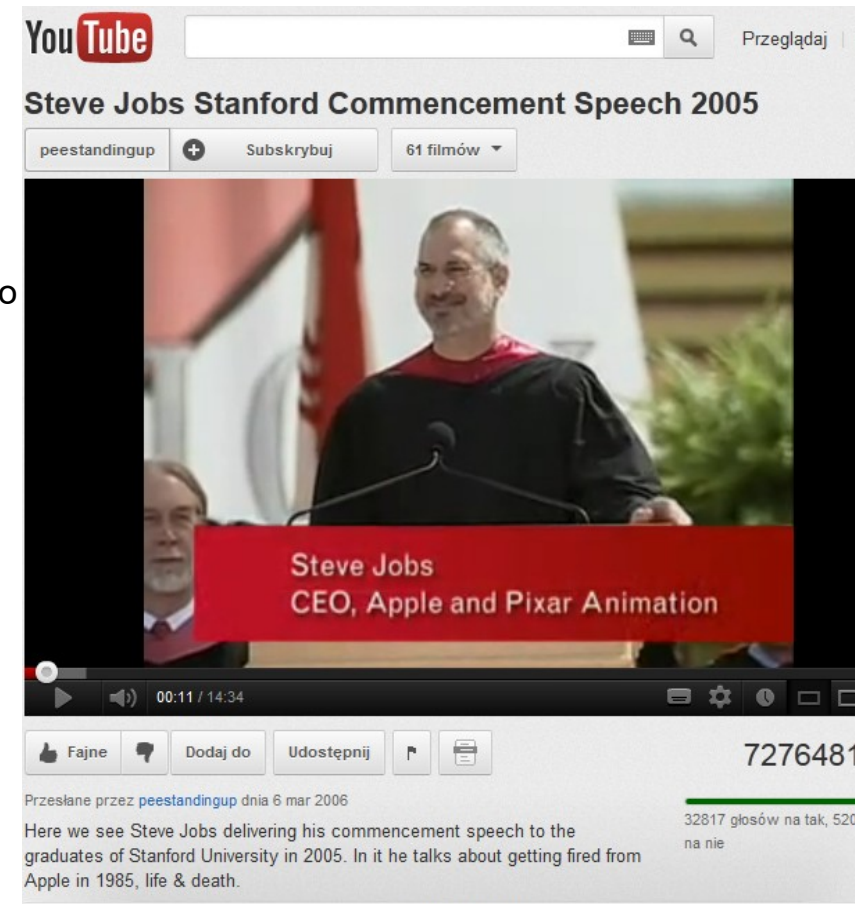 YouTube
Przeglądaj
Steve Jobs Stanford Commencement Speech 2005
peestandingup Subskrybuj 61 filmów
o
Steve Jobs
CEO, Apple and Pixar Animation
00:11 / 14:34
Fajne Dodaj do Udostępnij
7276481
Przesłane przez peestandingup dnia 6 mar 2006
Here we see Steve Jobs delivering his commencement speech to the
graduates of Stanford University in 2005. In it he talks about getting fired from
Apple in 1985, life & death.
32817 głosów na tak, 520
na nie